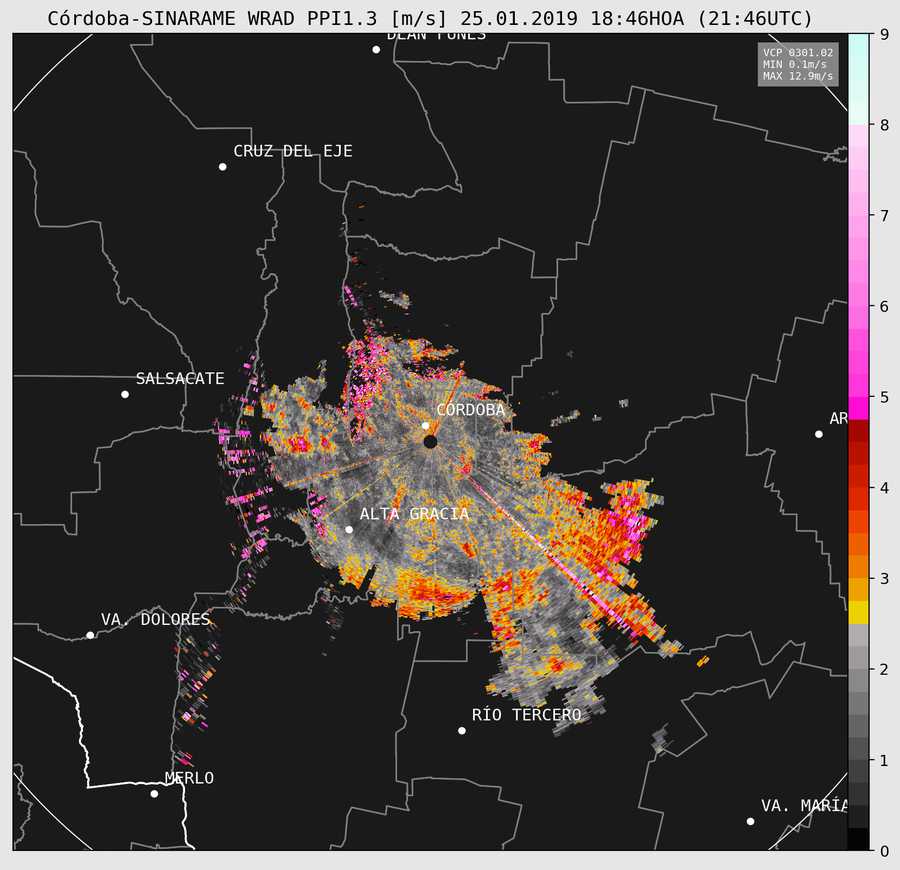 Córdoba-SINARAME WRAD PPI1.3 [m/s] 25.01.2019 18:46HOA (21:46UTC)
DEAN FUNES
VCP 0301.02
MIN 0.1m/s
MAX 12.9m/s
CRUZ DEL EJE
SALSACATE
CÓRDOBA
AR
ALTA GRACIA
VA. DOLORES
RÍO TERCERO
MERLO
VA. MARÍA
9
8
7
6
5
4
3
2
1
0